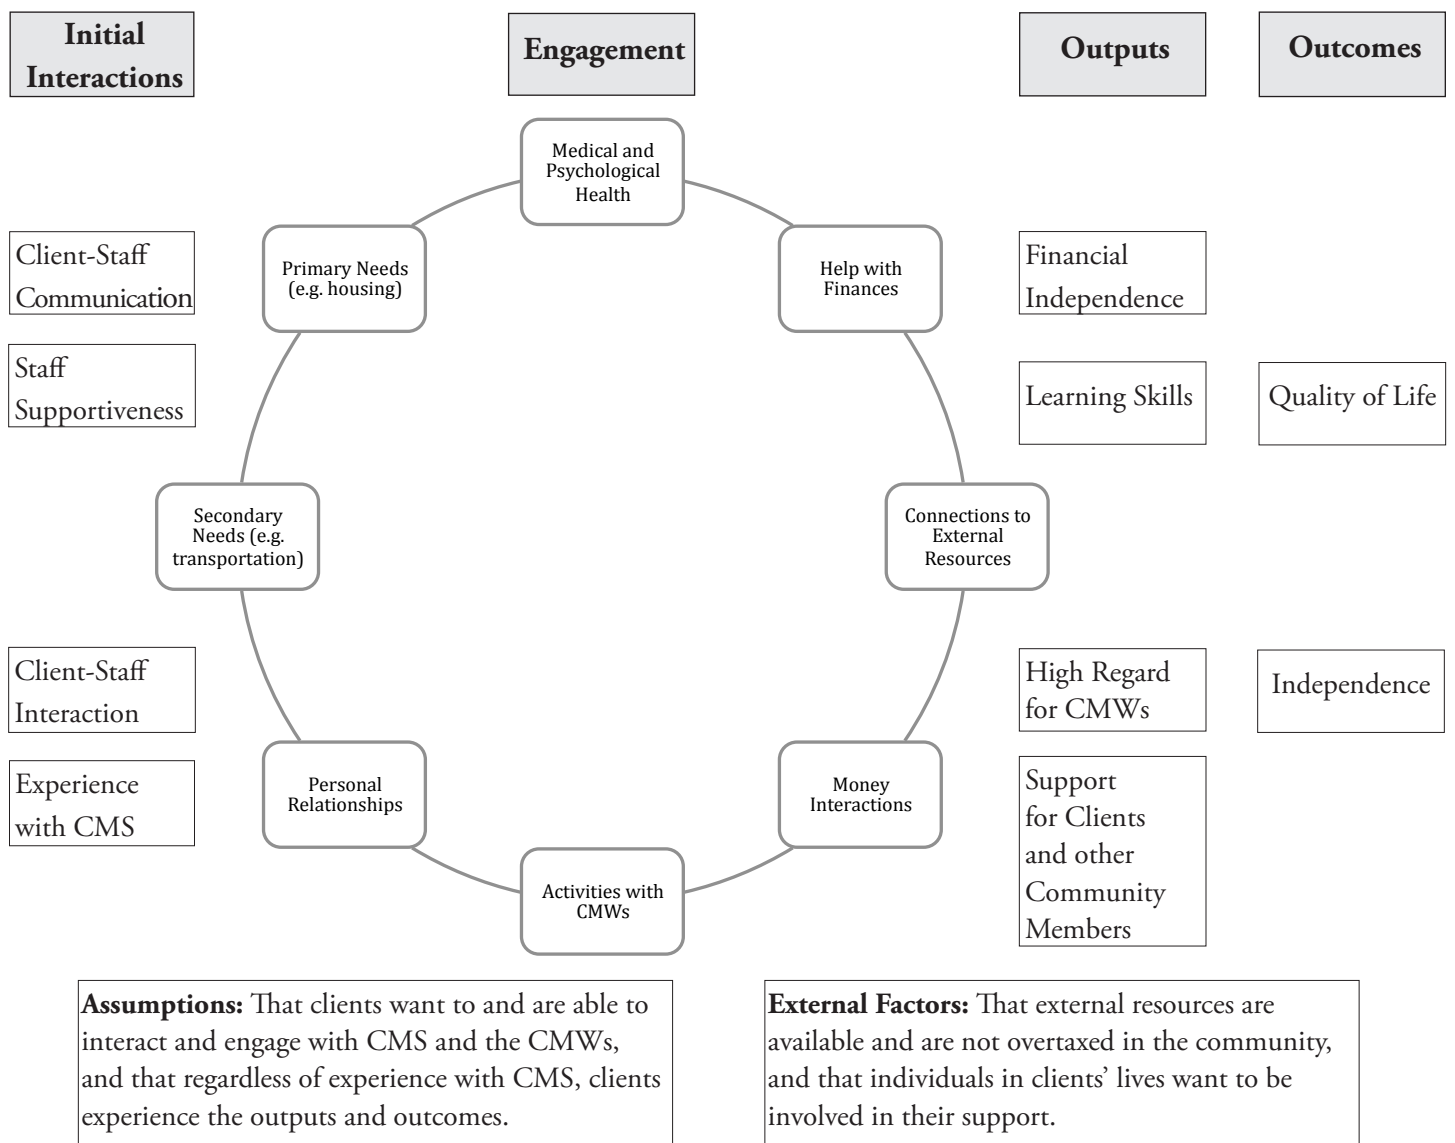 Initial
Interactions
Engagement
Outputs
Outcomes
Medical and
Psychological
Health
Primary Needs
(e.g. housing)
Help with
Finances
Client-Staff
Communication
Financial
Independence
Staff
Supportiveness
Learning Skills
Quality of Life
Secondary
Needs (e.g.
transportation)
Connections to
External
Resources
Client-Staff
Interaction
High Regard
for CMWs
Independence
Experience
with CMS
Personal
Relationships
Money
Interactions
Support
for Clients
and other
Community
Members
Activities with
CMWs
Assumptions: That clients want to and are able to
interact and engage with CMS and the CMWs,
and that regardless of experience with CMS, clients
experience the outputs and outcomes.
External Factors: That external resources are
available and are not overtaxed in the community,
and that individuals in clients’ lives want to be
involved in their support.